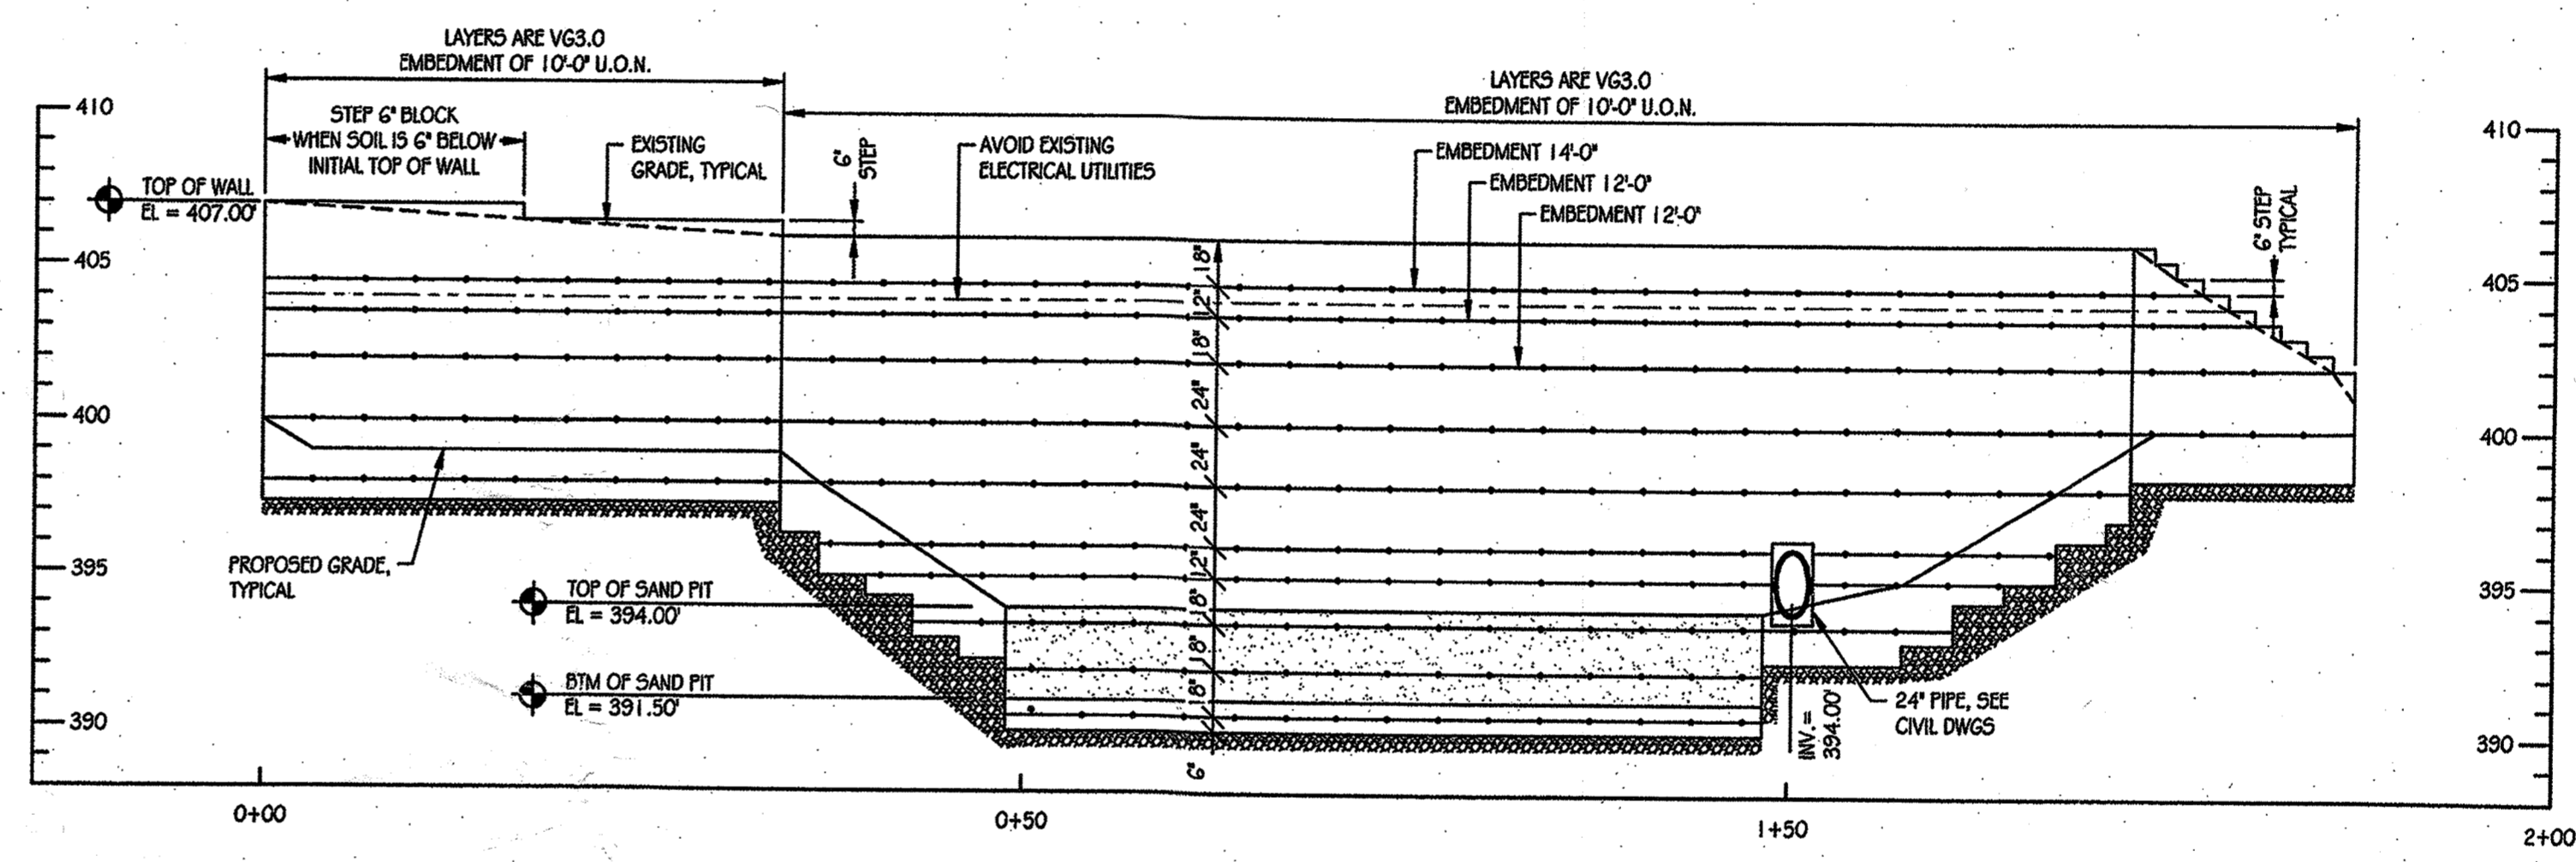 LAYERS ARE VG3.0
EMBEDMENT OF 10'-0" U.O.N.
LAYERS ARE VG3.0
EMBEDMENT OF 10'-0" U.O.N.
410
STEP 6" BLOCK
WHEN SOIL IS 6" BELOW
INITIAL TOP OF WALL
EXISTING
GRADE, TYPICAL
6"
STEP
AVOID EXISTING
ELECTRICAL UTILITIES
EMBEDMENT 14'-0"
EMBEDMENT 12'-0"
EMBEDMENT 12'-0"
410
TOP OF WALL
EL = 407.00'
6" STEP
TYPICAL
405
405
18"
12"
18"
24"
24"
24"
12"
18"
18"
18"
6"
400
400
PROPOSED GRADE,
TYPICAL
395
395
TOP OF SAND PIT
EL = 394.00'
BTM OF SAND PIT
EL = 391.50'
24" PIPE, SEE
CIVIL DWGS
INV. =
394.00'
390
390
0+00
0+50
1+50
2+00